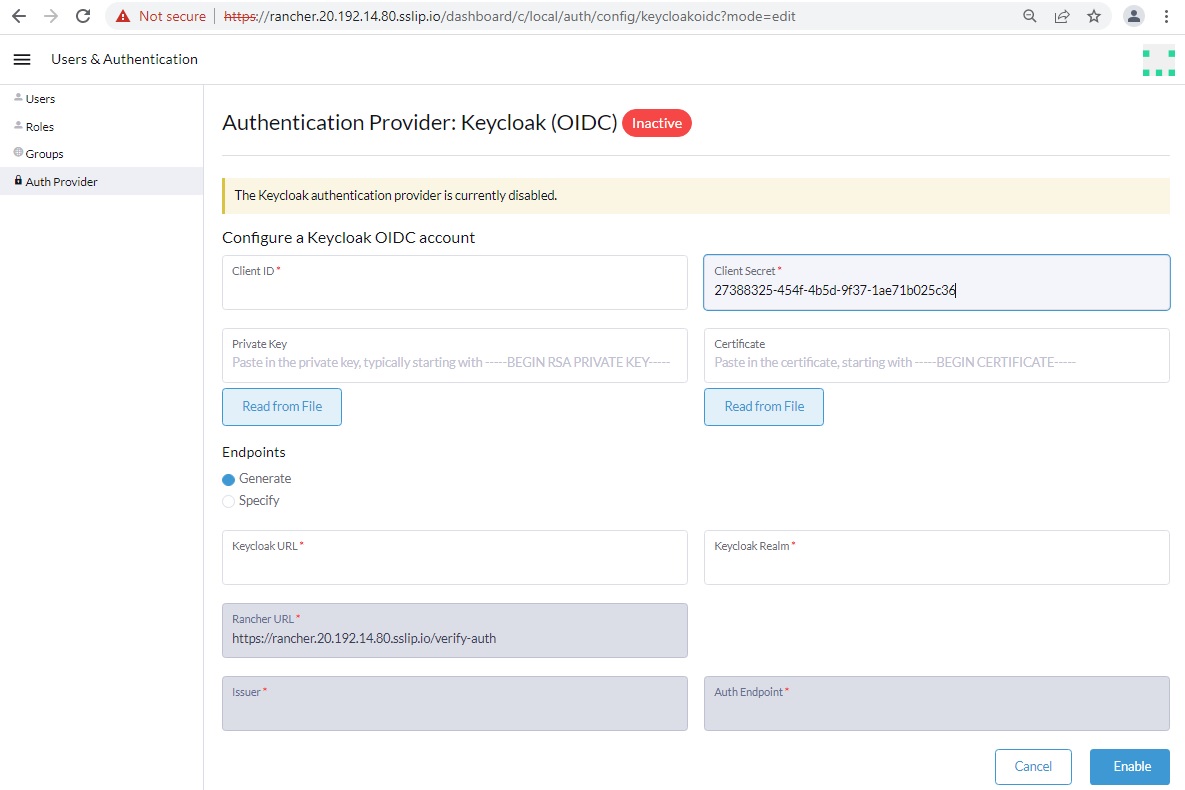 Not secure | https://rancher.20.192.14.80.sslip.io/dashboard/c/local/auth/config/keycloakoidc?mode=edit
Users & Authentication
Users
Roles
Groups
Auth Provider
Authentication Provider: Keycloak (OIDC) Inactive
The Keycloak authentication provider is currently disabled.
Configure a Keycloak OIDC account
Client ID *
Client Secret *
27388325-454f-4b5d-9f37-1ae71b025c36
Private Key
Paste in the private key, typically starting with -----BEGIN RSA PRIVATE KEY-----
Certificate
Paste in the certificate, starting with -----BEGIN CERTIFICATE-----
Read from File
Read from File
Endpoints
Generate
Specify
Keycloak URL *
Keycloak Realm *
Rancher URL *
https://rancher.20.192.14.80.sslip.io/verify-auth
Issuer *
Auth Endpoint *
Cancel
Enable